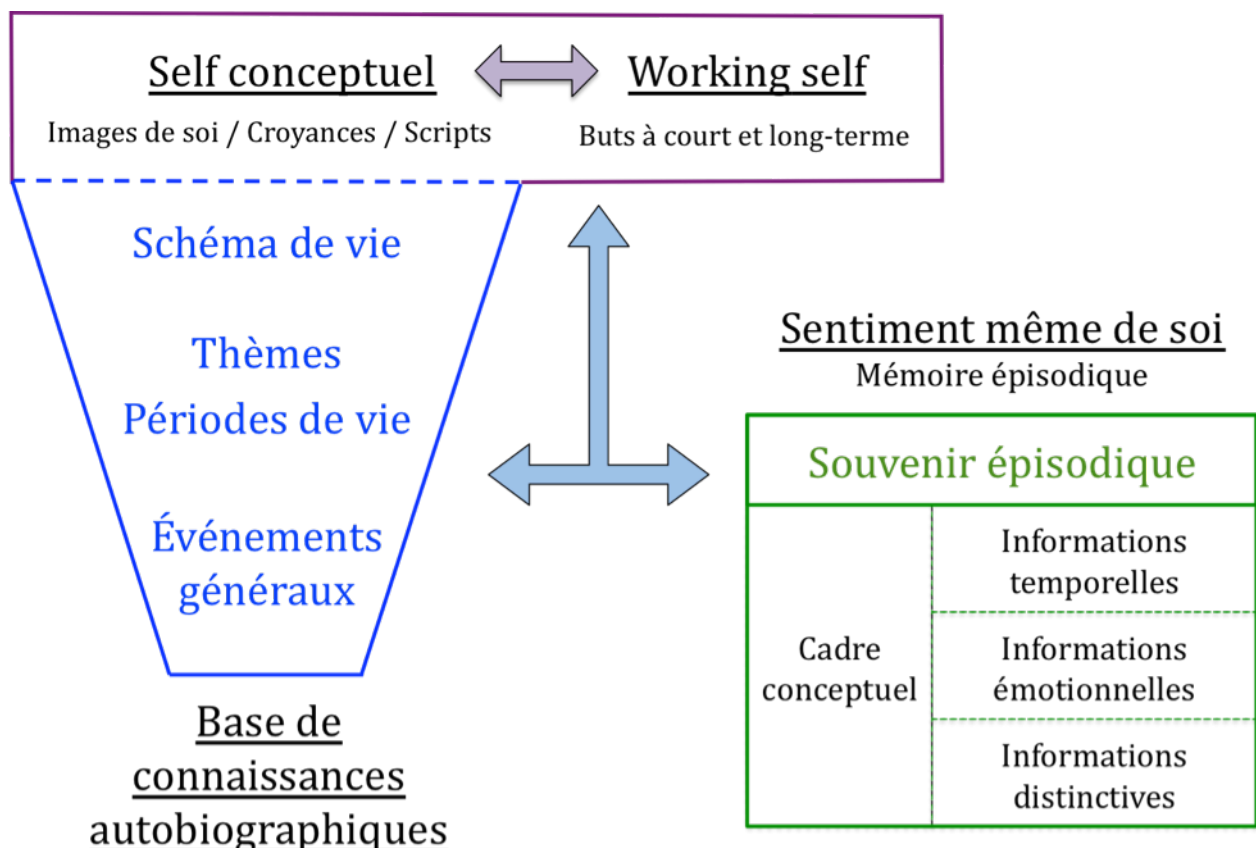 Self conceptuel
Working self
Images de soi / Croyances / Scripts
Buts à court et long-terme
Schéma de vie
Thèmes
Périodes de vie
Événements
généraux
Base de
connaissances
autobiographiques
Sentiment même de soi
Mémoire épisodique
Souvenir épisodique
Cadre
conceptuel
Informations
temporelles
Informations
émotionnelles
Informations
distinctives